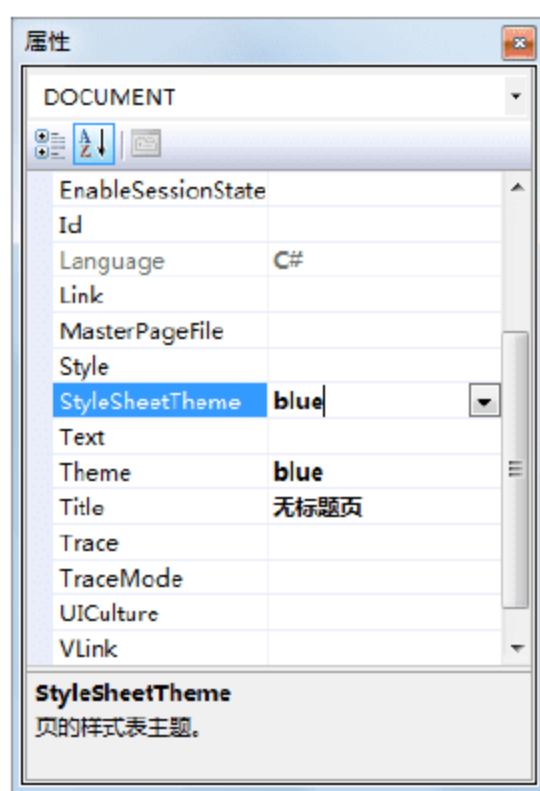 属性
DOCUMENT
EnableSessionState
Id
Language C#
Link
MasterPageFile
Style
StyleSheetTheme blue
Text
Theme blue
Title 无标题页
Trace
TraceMode
UICulture
VLink
StyleSheetTheme
页的样式表主题。